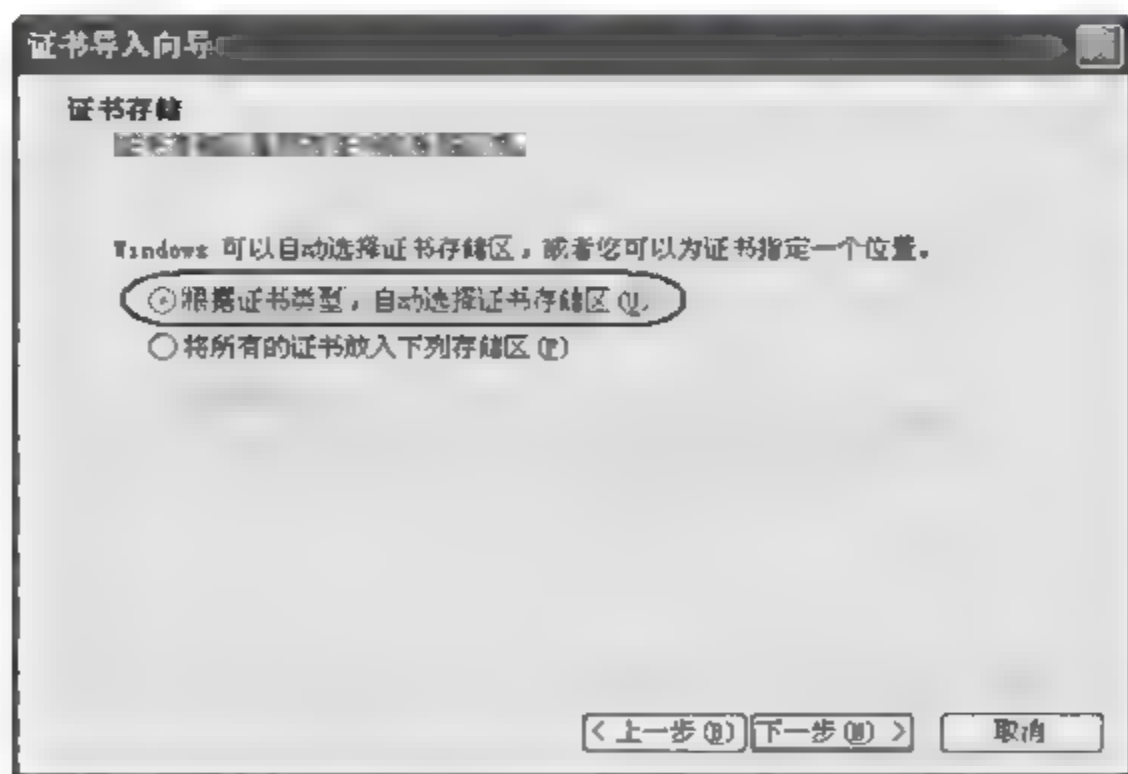 证书导入向导
证书存储
Windows 可以自动选择证书存储区，或者您可以为证书指定一个位置。
根据证书类型，自动选择证书存储区(U)
将所有的证书放入下列存储区(P)
< 上一步(B) 下一步(N) > 取消